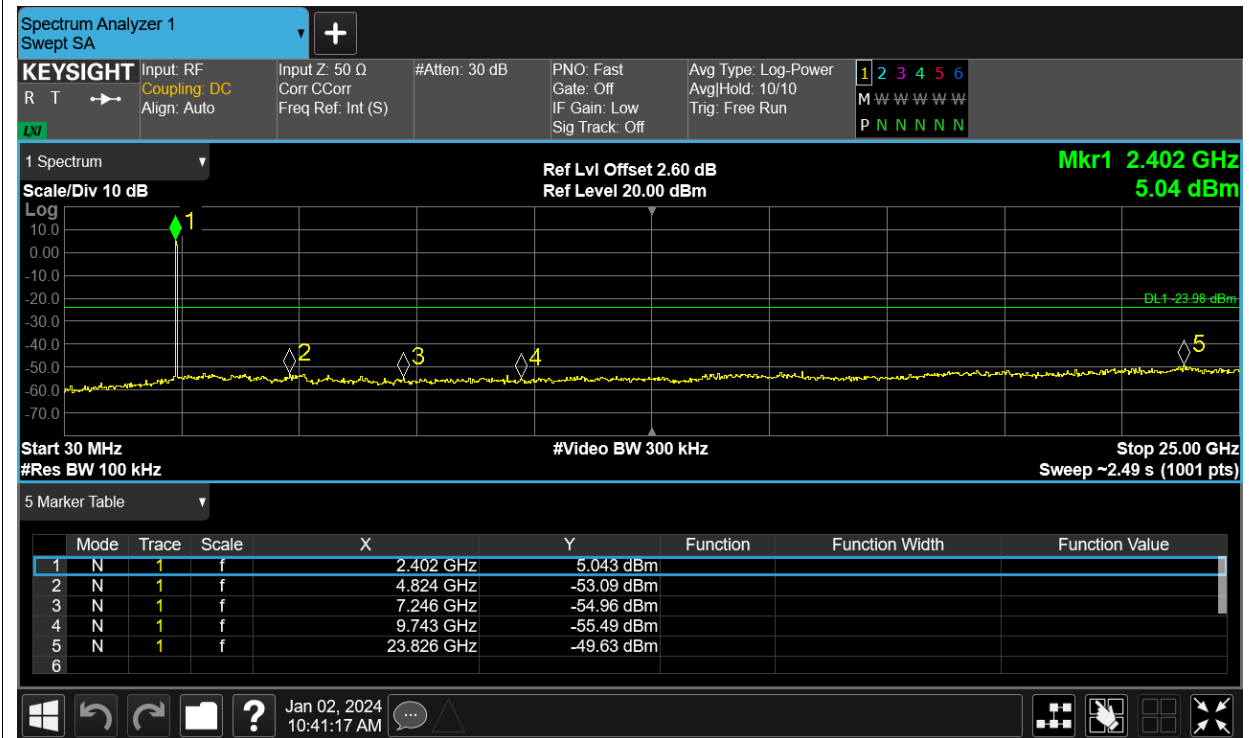 Spectrum Analyzer 1
Swept SA
+
KEYSIGHT
R T
LXI
Input: RF
Coupling: DC
Align: Auto
Input Z: 50 Ω
Corr CCorr
Freq Ref: Int (S)
#Atten: 30 dB
PNO: Fast
Gate: Off
IF Gain: Low
Sig Track: Off
Avg Type: Log-Power
Avg|Hold: 10/10
Trig: Free Run
1 2 3 4 5 6
M W W W W W
P N N N N N
1 Spectrum
Scale/Div 10 dB
Ref Lvl Offset 2.60 dB
Ref Level 20.00 dBm
Mkr1 2.402 GHz
5.04 dBm
Log
10.0
0.00
-10.0
-20.0
-30.0
-40.0
-50.0
-60.0
-70.0
1
2
3
4
5
DL1 -23.98 dBm
Start 30 MHz
#Video BW 300 kHz
Stop 25.00 GHz
#Res BW 100 kHz
Sweep ~2.49 s (1001 pts)
5 Marker Table
Mode Trace Scale X Y Function Function Width Function Value
1 N 1 f 2.402 GHz 5.043 dBm
2 N 1 f 4.824 GHz -53.09 dBm
3 N 1 f 7.246 GHz -54.96 dBm
4 N 1 f 9.743 GHz -55.49 dBm
5 N 1 f 23.826 GHz -49.63 dBm
6
?
Jan 02, 2024
10:41:17 AM